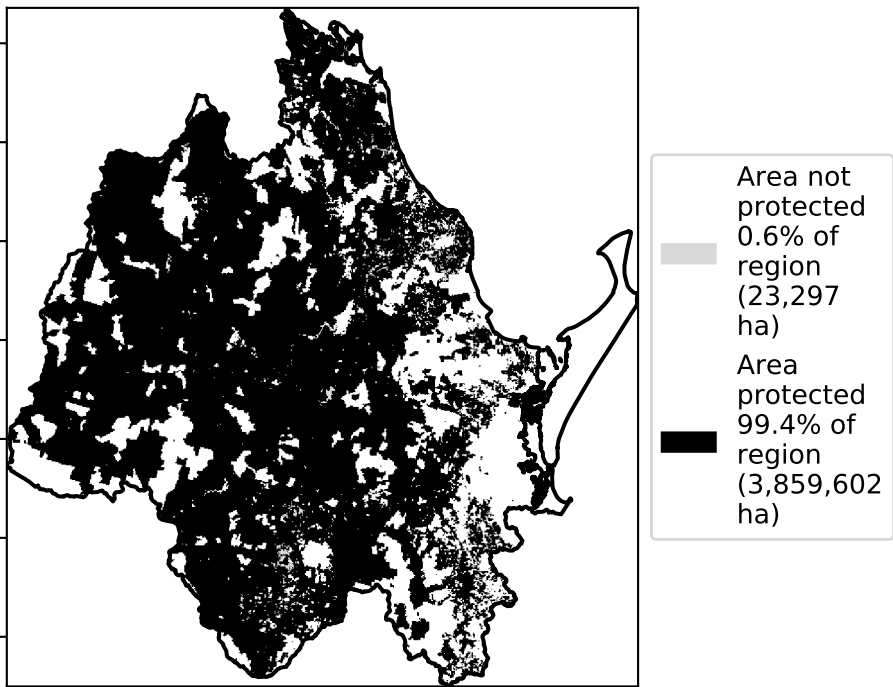 Area not
protected
0.6% of
region
(23,297
ha)
Area
protected
99.4% of
region
(3,859,602
ha)